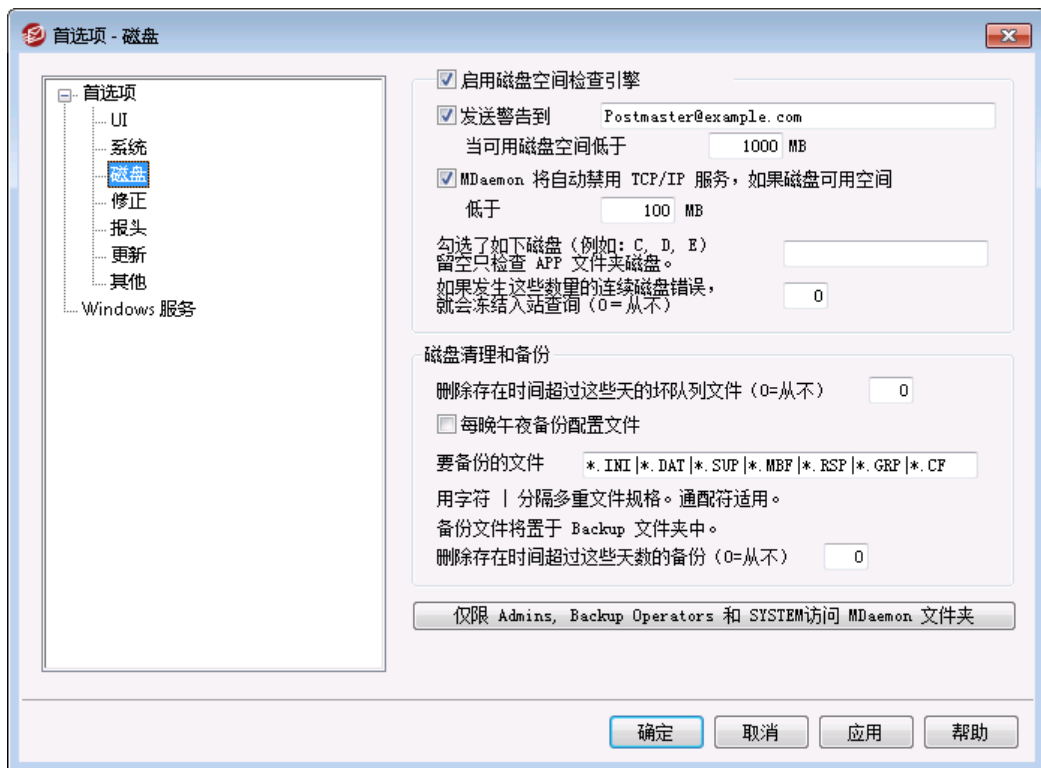 首选项 - 磁盘
首选项
UI
系统
磁盘
修正
报头
更新
其他
Windows 服务
启用磁盘空间检查引擎
发送警告到 Postmaster@example.com
当可用磁盘空间低于 1000 MB
MDaemon 将自动禁用 TCP/IP 服务，如果磁盘可用空间
低于 100 MB
勾选了如下磁盘（例如：C, D, E）
留空只检查 APP 文件夹磁盘。
如果发生这些数里的连续磁盘错误，
就会冻结入站查询（0＝从不） 0
磁盘清理和备份
删除存在时间超过这些天的坏队列文件（0=从不） 0
每晚午夜备份配置文件
要备份的文件 *.INI|*.DAT|*.SUP|*.MBF|*.RSP|*.GRP|*.CF
用字符 | 分隔多重文件规格。通配符适用。
备份文件将置于 Backup 文件夹中。
删除存在时间超过这些天数的备份（0=从不） 0
仅限 Admins, Backup Operators 和 SYSTEM访问 MDaemon 文件夹
确定
取消
应用
帮助